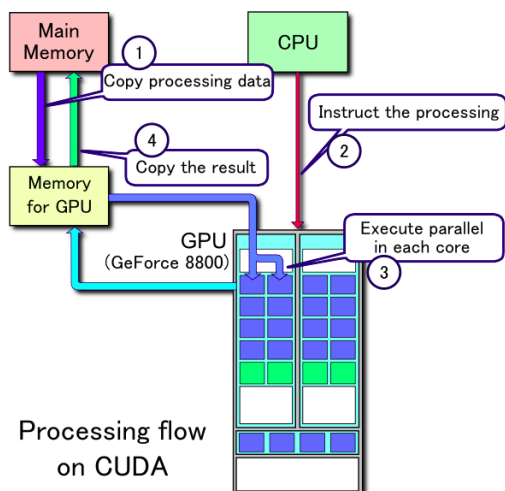 Main
Memory
CPU
1
Copy processing data
Instruct the processing
2
4
Copy the result
Memory
for GPU
GPU
(GeForce 8800)
Execute parallel
in each core
3
Processing flow
on CUDA